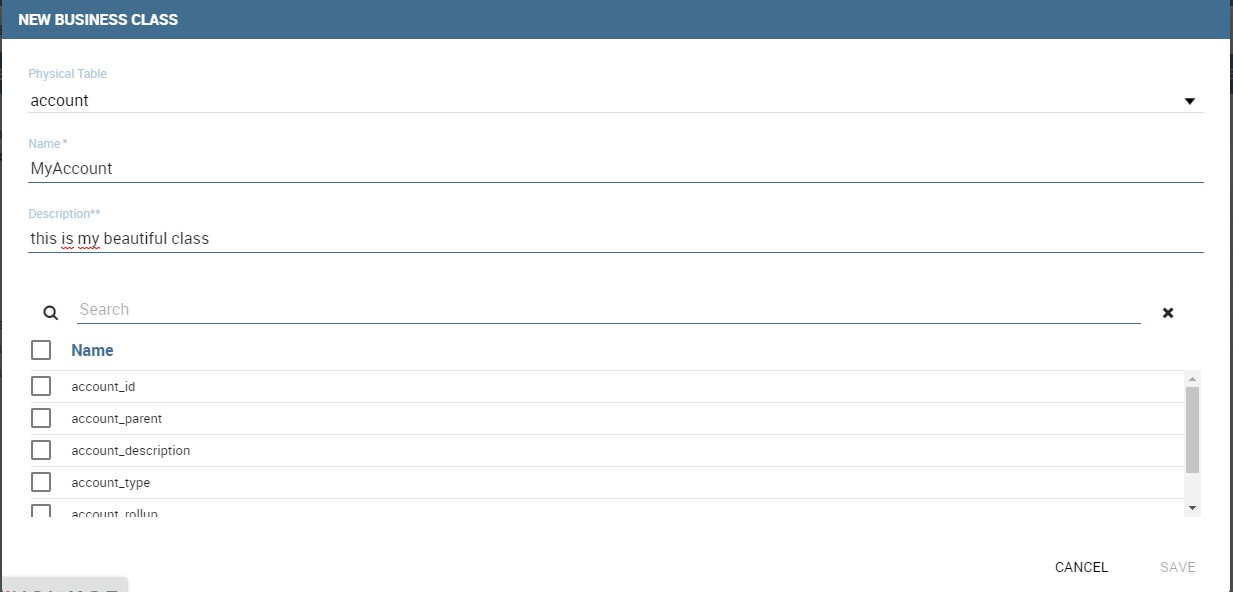 NEW BUSINESS CLASS
Physical Table
account
Name *
MyAccount
Description**
this is my beautiful class
Search
Name
account_id
account_parent
account_description
account_type
account_rollup
CANCEL SAVE